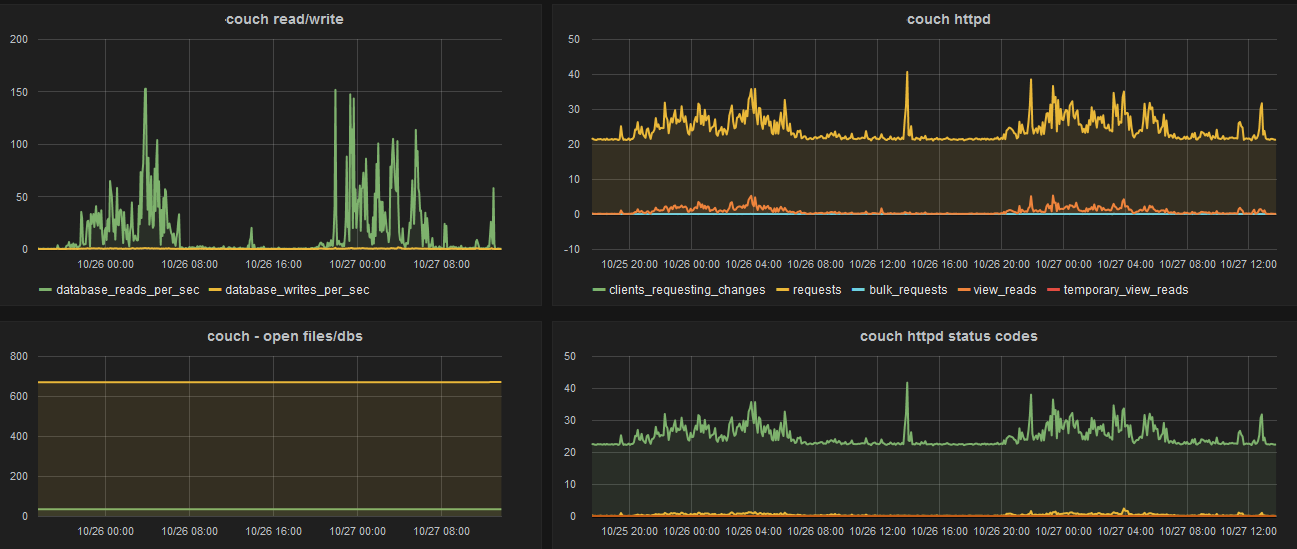 couch read/write
200
150
100
50
0
10/26 00:00 10/26 08:00 10/26 16:00 10/27 00:00 10/27 08:00
database_reads_per_sec database_writes_per_sec
couch httpd
50
40
30
20
10
0
-10
10/25 20:00 10/26 00:00 10/26 04:00 10/26 08:00 10/26 12:00 10/26 16:00 10/26 20:00 10/27 00:00 10/27 04:00 10/27 08:00 10/27 12:00
clients_requesting_changes requests bulk_requests view_reads temporary_view_reads
couch - open files/dbs
800
600
400
200
0
10/26 00:00 10/26 08:00 10/26 16:00 10/27 00:00 10/27 08:00
couch httpd status codes
50
40
30
20
10
0
10/25 20:00 10/26 00:00 10/26 04:00 10/26 08:00 10/26 12:00 10/26 16:00 10/26 20:00 10/27 00:00 10/27 04:00 10/27 08:00 10/27 12:00